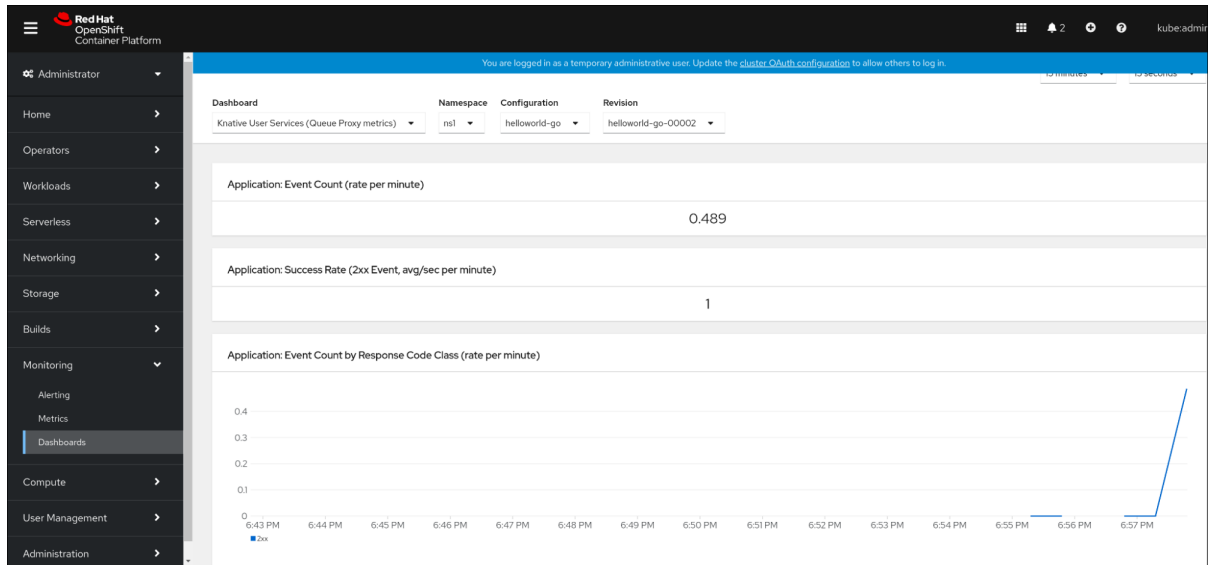 Red Hat
OpenShift
Container Platform
2
kube:admin
Administrator
You are logged in as a temporary administrative user. Update the cluster OAuth configuration to allow others to log in.
15 minutes
15 seconds
Home
Operators
Workloads
Serverless
Networking
Storage
Builds
Monitoring
Alerting
Metrics
Dashboards
Compute
User Management
Administration
Dashboard
Namespace
Configuration
Revision
Knative User Services (Queue Proxy metrics)
ns1
helloworld-go
helloworld-go-00002
Application: Event Count (rate per minute)
0.489
Application: Success Rate (2xx Event, avg/sec per minute)
1
Application: Event Count by Response Code Class (rate per minute)
0.4
0.3
0.2
0.1
0
6:43 PM 6:44 PM 6:45 PM 6:46 PM 6:47 PM 6:48 PM 6:49 PM 6:50 PM 6:51 PM 6:52 PM 6:53 PM 6:54 PM 6:55 PM 6:56 PM 6:57 PM
2xx